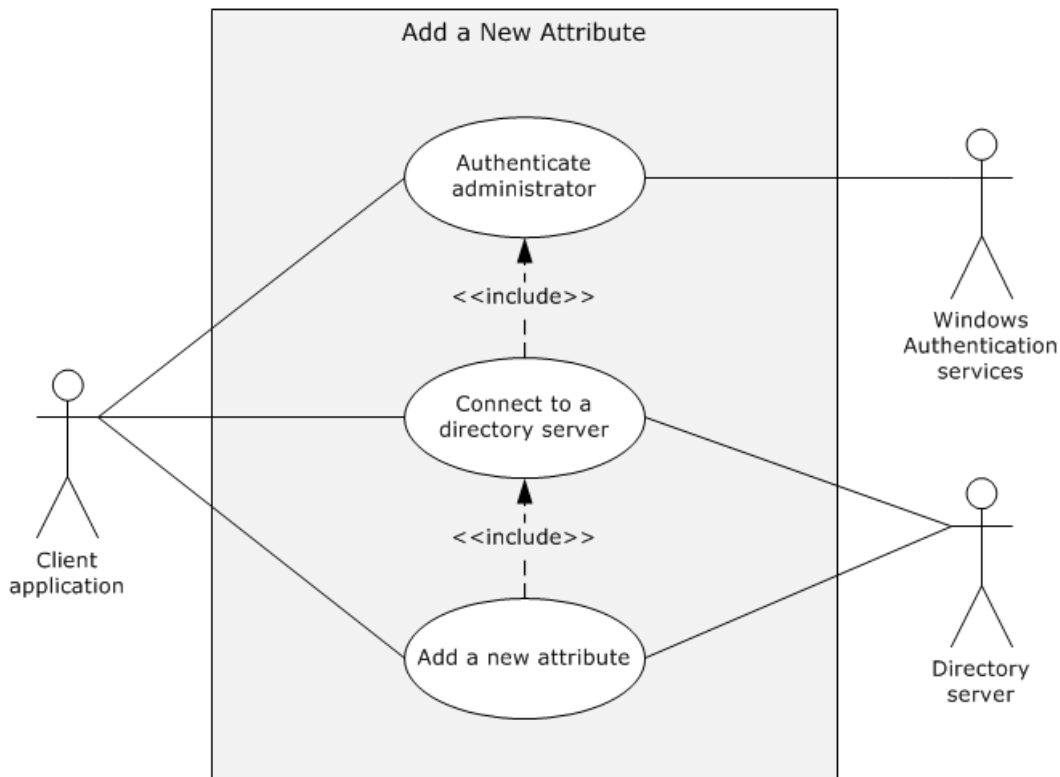 Add a New Attribute
Authenticate
administrator
<<include>>
Windows
Authentication
services
Connect to a
directory server
<<include>>
Client
application
Add a new attribute
Directory
server